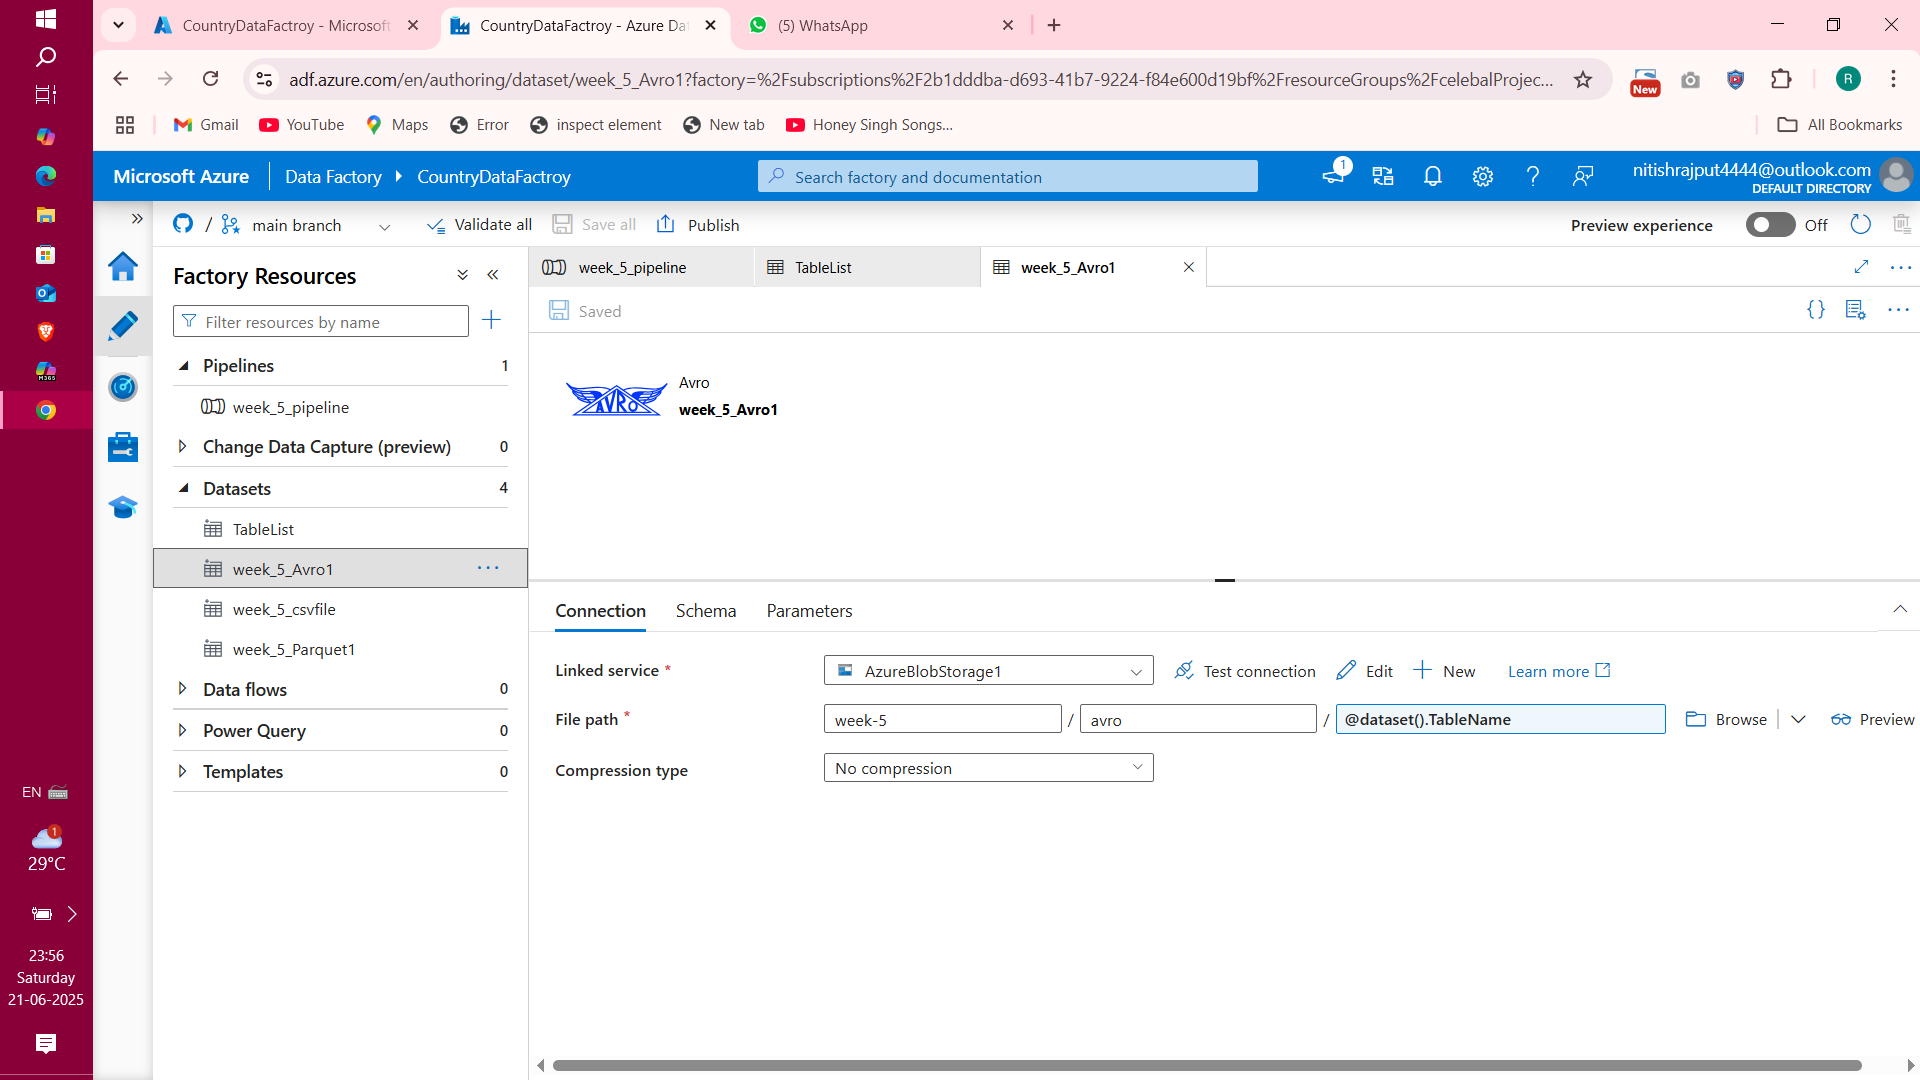 CountryDataFactroy - Microsoft
CountryDataFactroy - Azure Da
(5) WhatsApp
adf.azure.com/en/authoring/dataset/week_5_Avro1?factory=%2Fsubscriptions%2F2b1dddba-d693-41b7-9224-f84e600d19bf%2FresourceGroups%2FcelebalProjec...
New
R
Gmail
YouTube
Maps
Error
inspect element
New tab
Honey Singh Songs...
All Bookmarks
Microsoft Azure
Data Factory
CountryDataFactroy
Search factory and documentation
1
nitishrajput4444@outlook.com
DEFAULT DIRECTORY
/
main branch
Validate all
Save all
Publish
Preview experience
Off
Factory Resources
Filter resources by name
Pipelines 1
week_5_pipeline
Change Data Capture (preview) 0
Datasets 4
TableList
week_5_Avro1
week_5_csvfile
week_5_Parquet1
Data flows 0
Power Query 0
Templates 0
week_5_pipeline
TableList
week_5_Avro1
Saved
AVRO
Avro
week_5_Avro1
Connection
Schema
Parameters
Linked service *
AzureBlobStorage1
Test connection
Edit
New
Learn more
File path *
week-5 / avro / @dataset().TableName
Browse
Preview
Compression type
No compression
M365
EN
1
29°C
23:56
Saturday
21-06-2025